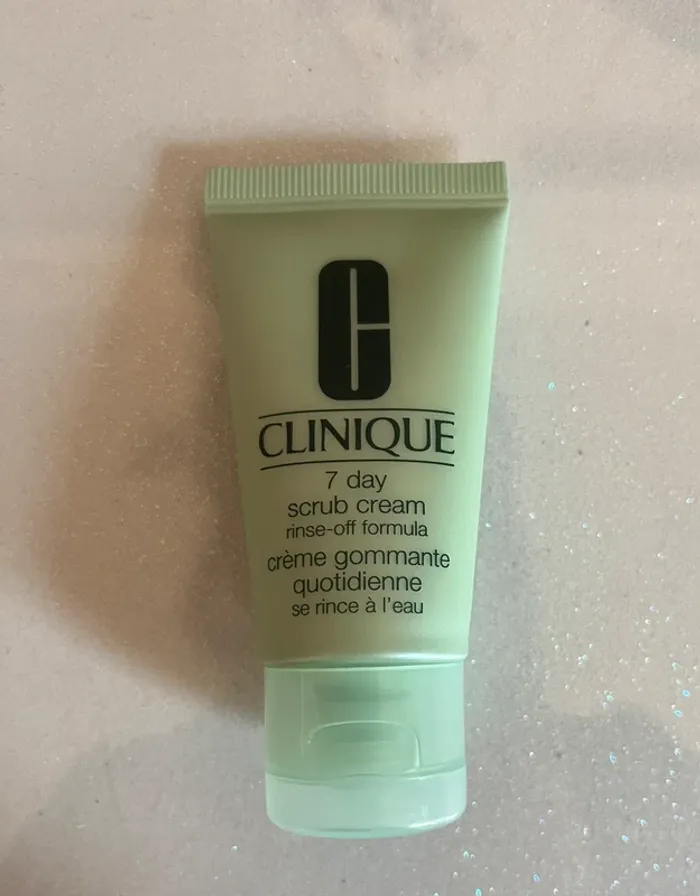 CLINIQUE
7 day
scrub cream
rinse-off formula
crème gommante
quotidienne
se rince à l'eau